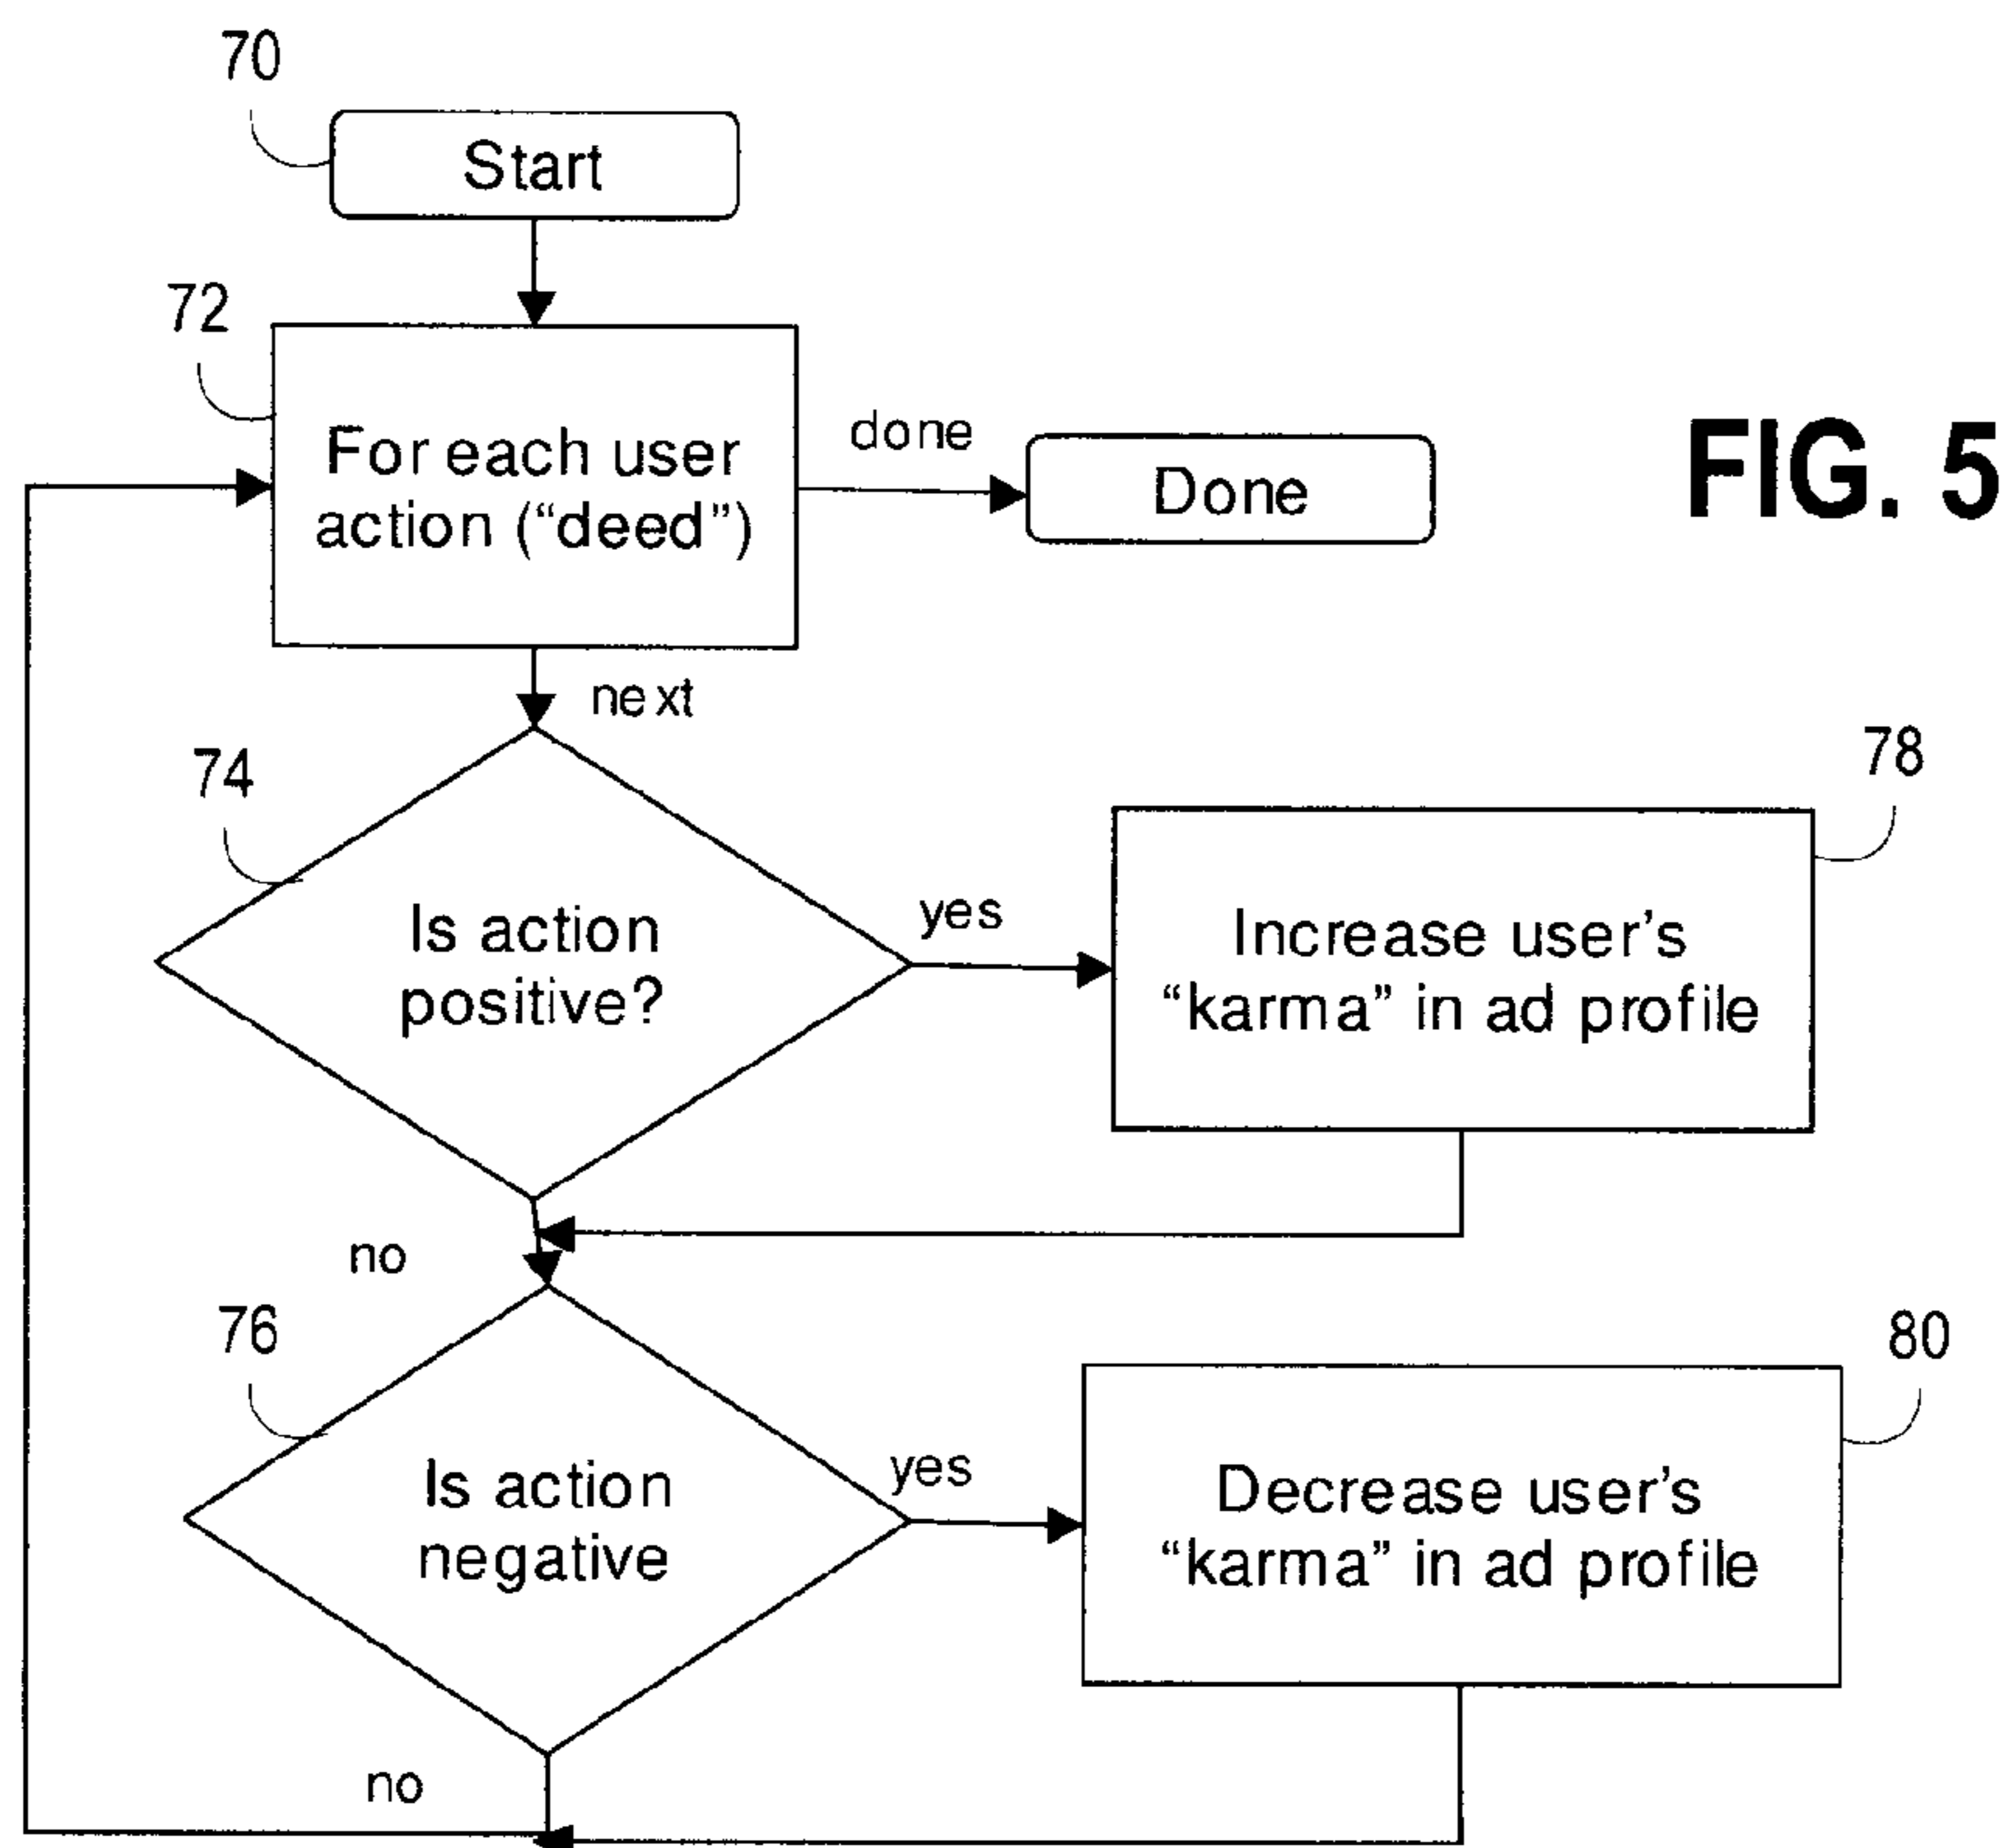 70
Start
72
For each user
action (“deed”)
done
Done
FIG. 5
next
74
Is action
positive?
yes
78
Increase user’s
“karma” in ad profile
no
76
Is action
negative
yes
80
Decrease user’s
“karma” in ad profile
no